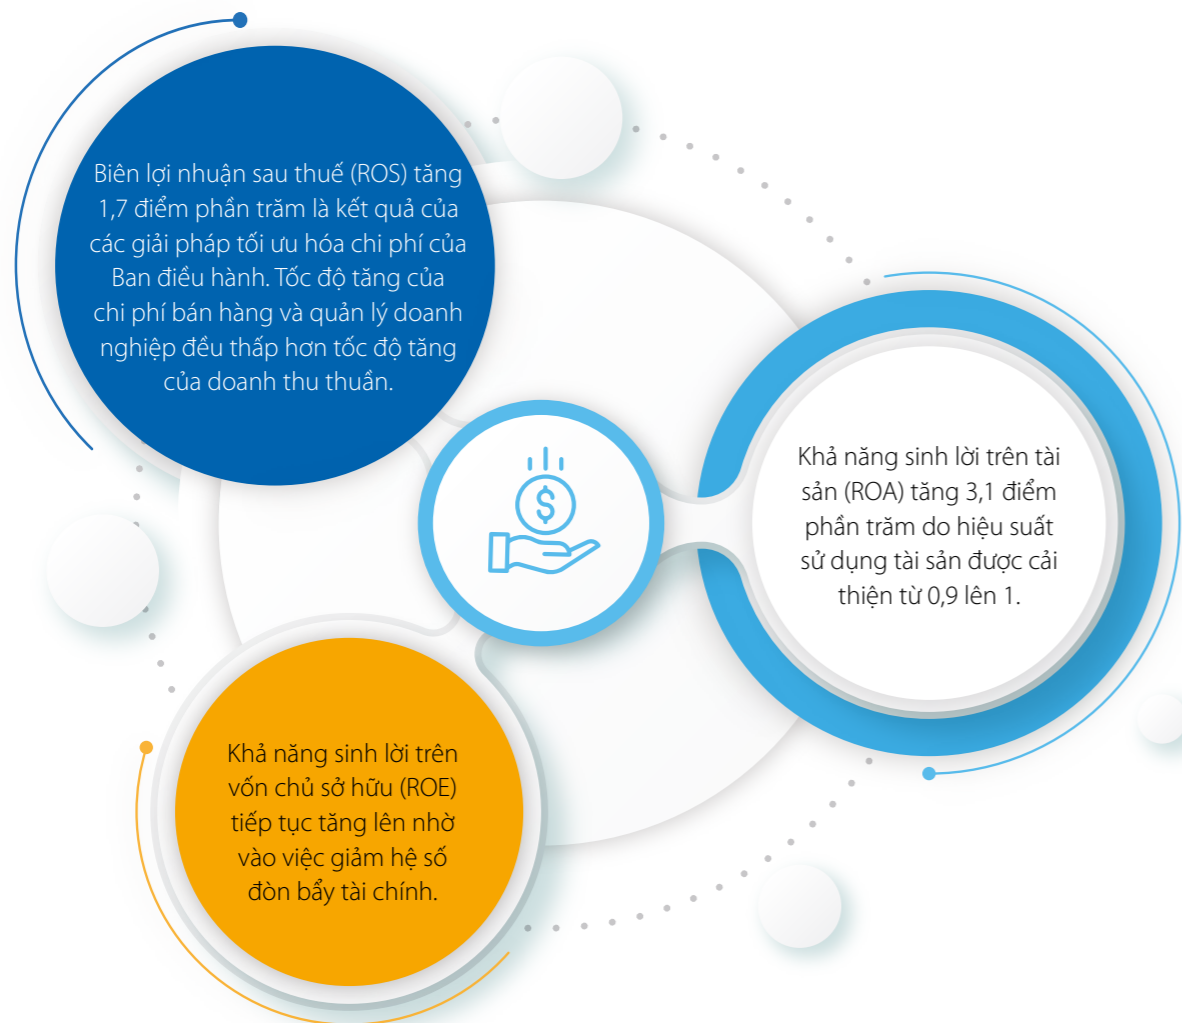 Biên lợi nhuận sau thuế (ROS) tăng
1,7 điểm phần trăm là kết quả của
các giải pháp tối ưu hóa chi phí của
Ban điều hành. Tốc độ tăng của
chi phí bán hàng và quản lý doanh
nghiệp đều thấp hơn tốc độ tăng
của doanh thu thuần.
Khả năng sinh lời trên tài
sản (ROA) tăng 3,1 điểm
phần trăm do hiệu suất
sử dụng tài sản được cải
thiện từ 0,9 lên 1.
Khả năng sinh lời trên
vốn chủ sở hữu (ROE)
tiếp tục tăng lên nhờ
vào việc giảm hệ số
đòn bẩy tài chính.
$